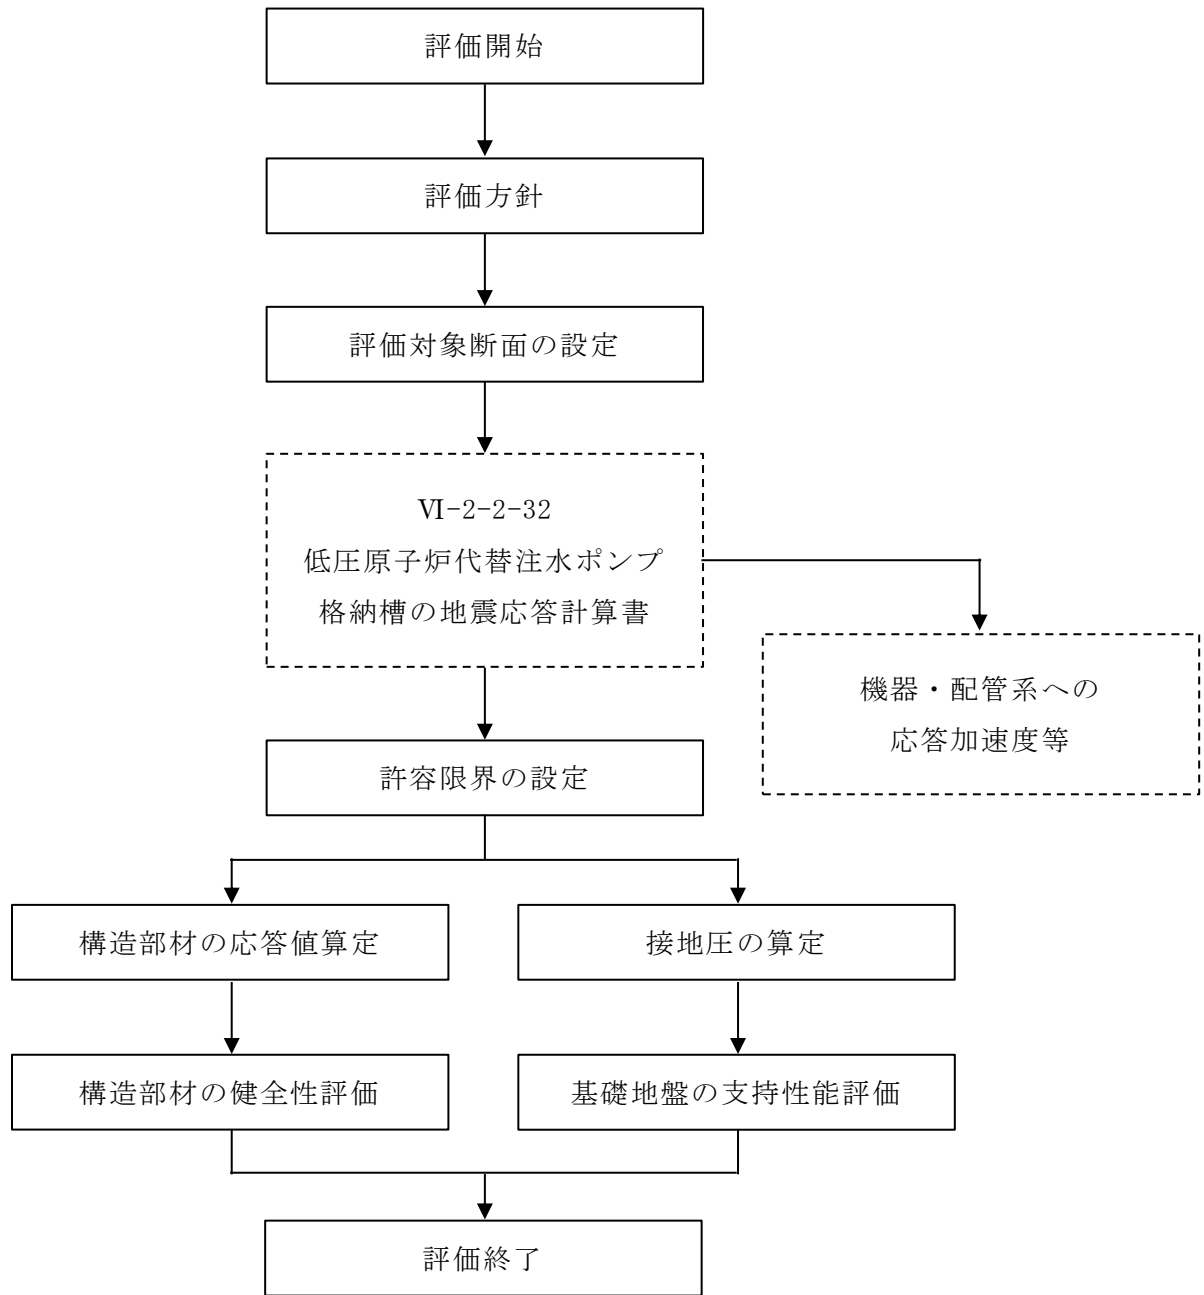 評価開始
評価方針
評価対象断面の設定
Ⅵ-2-2-32
低圧原子炉代替注水ポンプ
格納槽の地震応答計算書
機器・配管系への
応答加速度等
許容限界の設定
構造部材の応答値算定
接地圧の算定
構造部材の健全性評価
基礎地盤の支持性能評価
評価終了